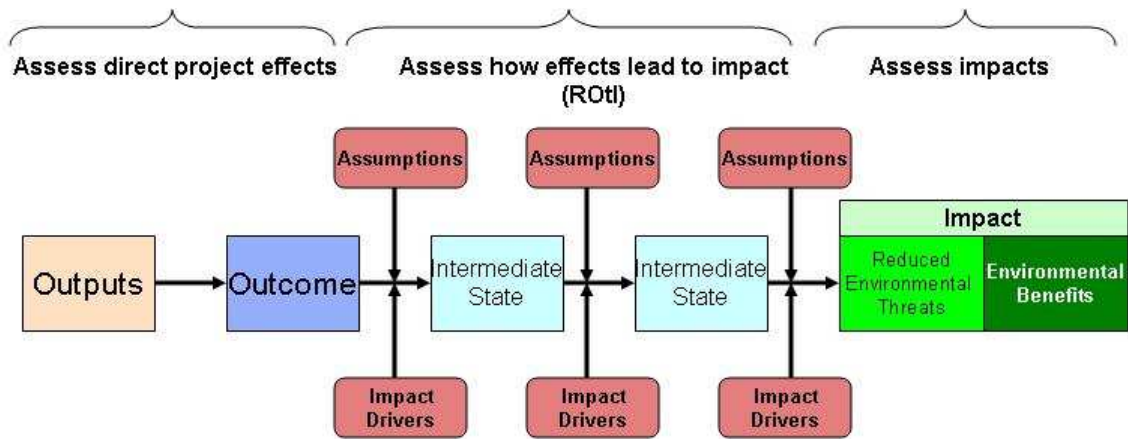 Assess direct project effects
Assess how effects lead to impact
(ROtI)
Assess impacts
Assumptions
Assumptions
Assumptions
Outputs
Outcome
Intermediate
State
Intermediate
State
Impact
Reduced
Environmental
Threats
Environmental
Benefits
Impact
Drivers
Impact
Drivers
Impact
Drivers